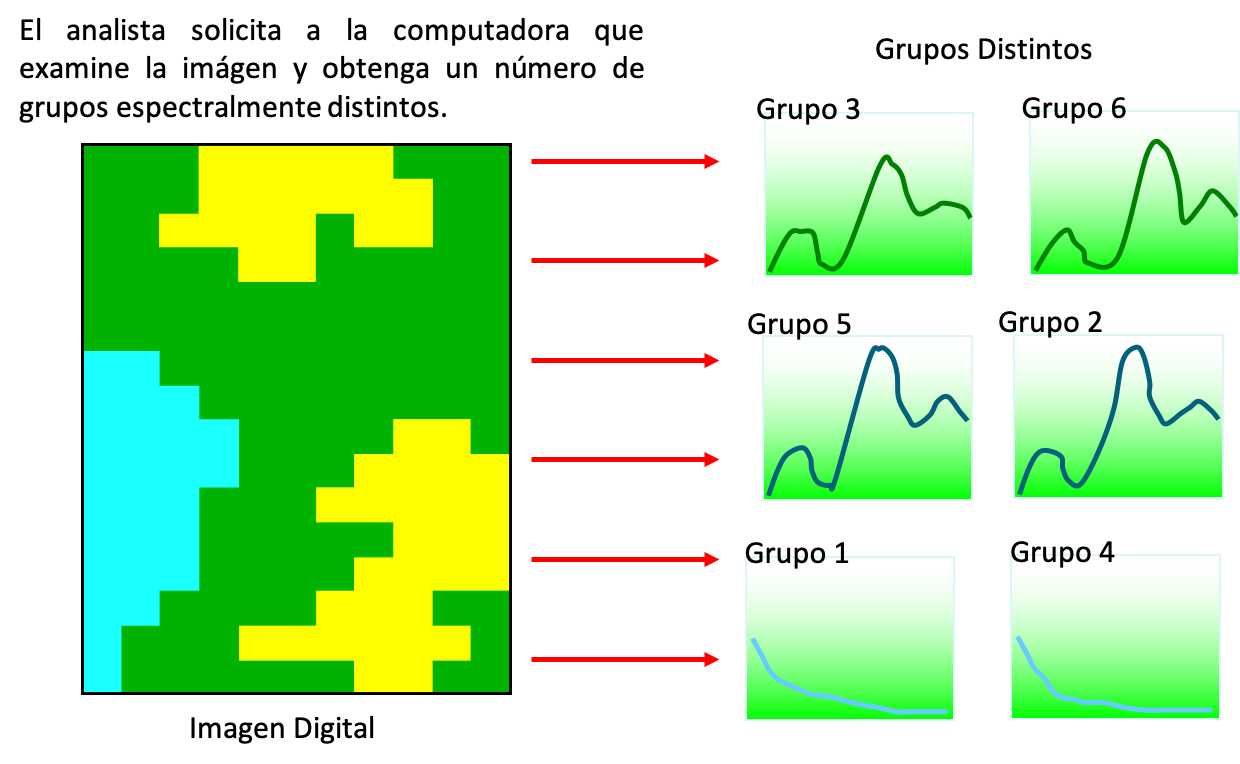 El analista solicita a la computadora que
examine la imágen y obtenga un número de
grupos espectralmente distintos.
Grupos Distintos
Grupo 3
Grupo 6
Grupo 5
Grupo 2
Grupo 1
Grupo 4
Imagen Digital